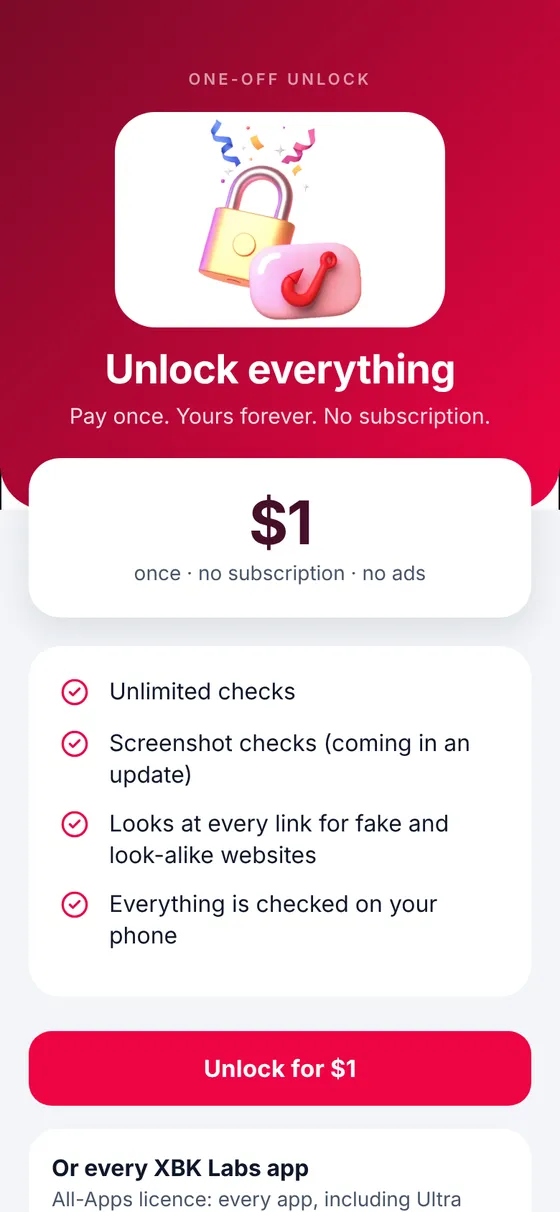 ONE-OFF UNLOCK
Unlock everything
Pay once. Yours forever. No subscription.
$1
once · no subscription · no ads
Unlimited checks
Screenshot checks (coming in an
update)
Looks at every link for fake and
look-alike websites
Everything is checked on your
phone
Unlock for $1
Or every XBK Labs app
All-Apps licence: every app, including Ultra